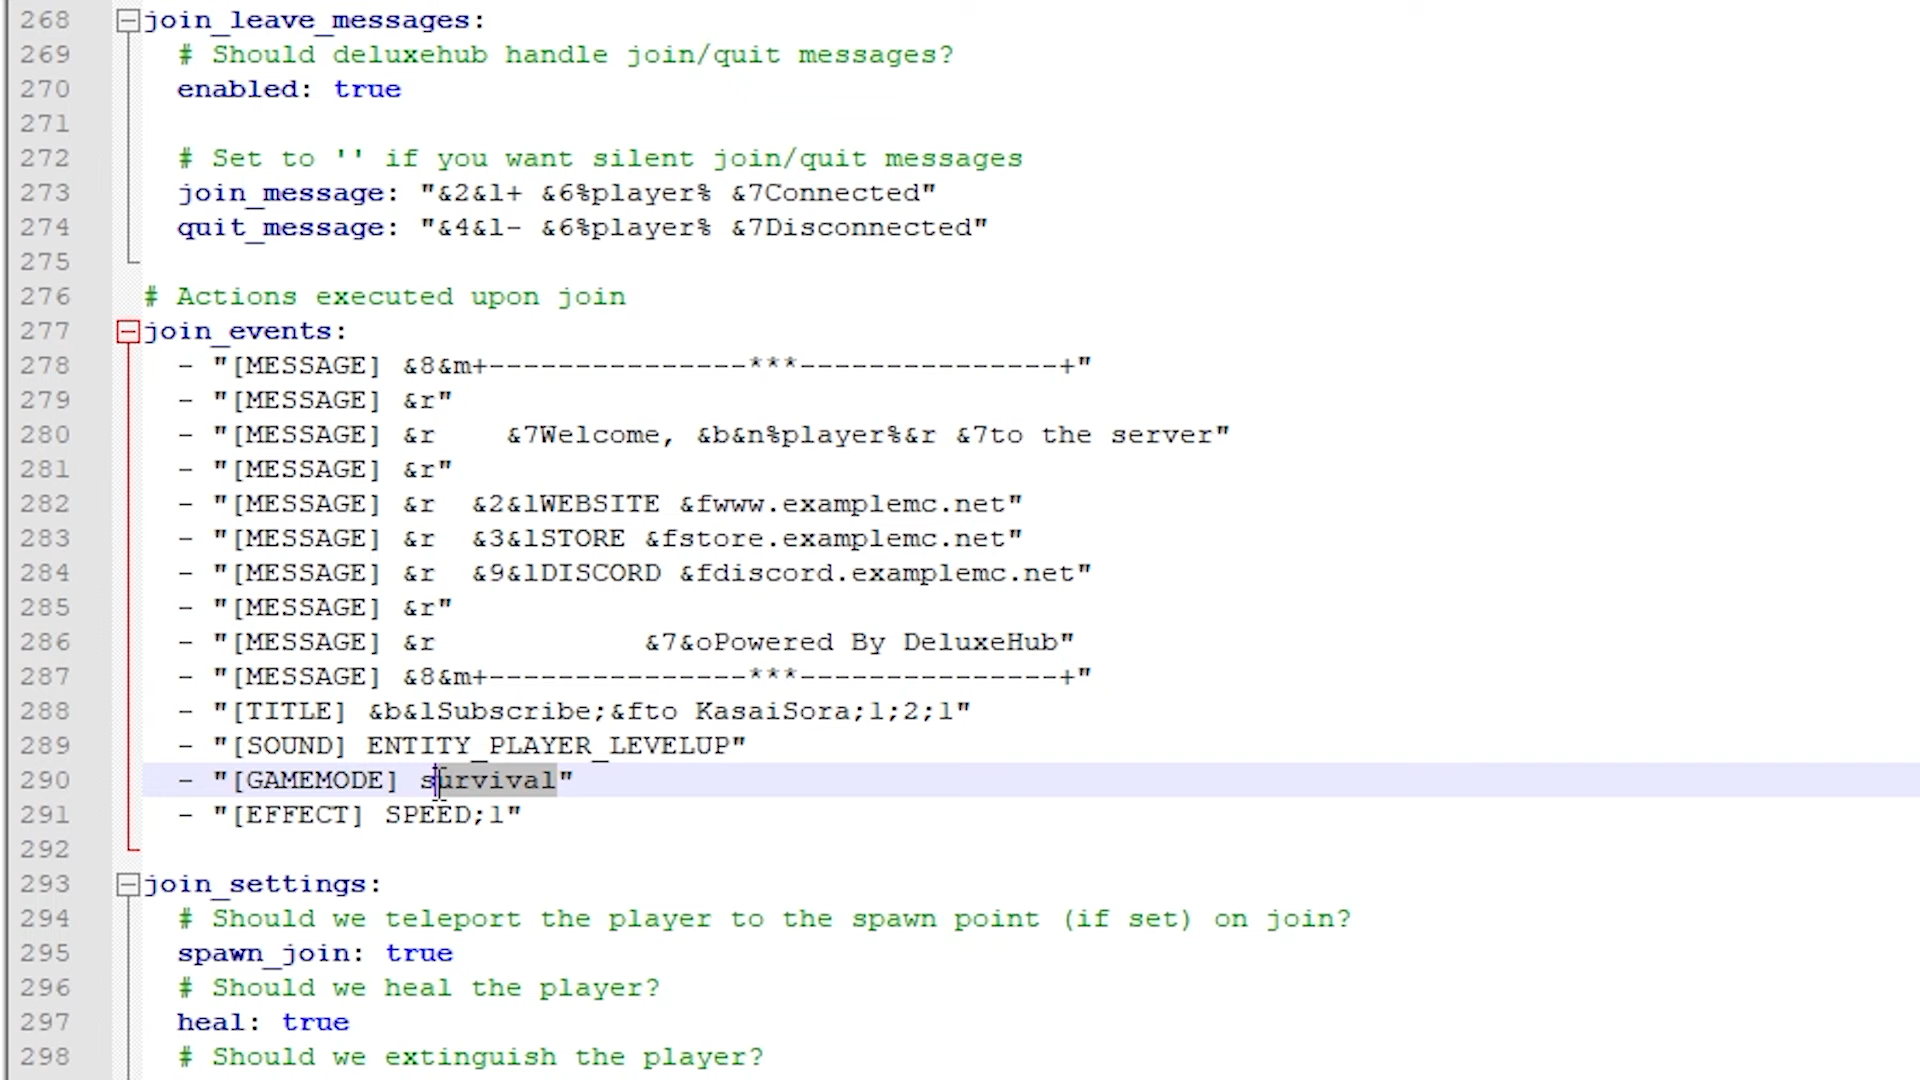 268 join_leave_messages:
269 # Should deluxehub handle join/quit messages?
270 enabled: true
271
272 # Set to '' if you want silent join/quit messages
273 join_message: "&2&l+ &6%player% &7Connected"
274 quit_message: "&4&l- &6%player% &7Disconnected"
275
276 # Actions executed upon join
277 join_events:
278 - "[MESSAGE] &8&m+---------------***---------------+"
279 - "[MESSAGE] &r"
280 - "[MESSAGE] &r    &7Welcome, &b&n%player%&r &7to the server"
281 - "[MESSAGE] &r"
282 - "[MESSAGE] &r  &2&lWEBSITE &fwww.examplemc.net"
283 - "[MESSAGE] &r  &3&lSTORE &fstore.examplemc.net"
284 - "[MESSAGE] &r  &9&lDISCORD &fdiscord.examplemc.net"
285 - "[MESSAGE] &r"
286 - "[MESSAGE] &r            &7&oPowered By DeluxeHub"
287 - "[MESSAGE] &8&m+---------------***---------------+"
288 - "[TITLE] &b&lSubscribe;&fto KasaiSora;1;2;1"
289 - "[SOUND] ENTITY_PLAYER_LEVELUP"
290 - "[GAMEMODE] survival"
291 - "[EFFECT] SPEED;1"
292
293 join_settings:
294 # Should we teleport the player to the spawn point (if set) on join?
295 spawn_join: true
296 # Should we heal the player?
297 heal: true
298 # Should we extinguish the player?